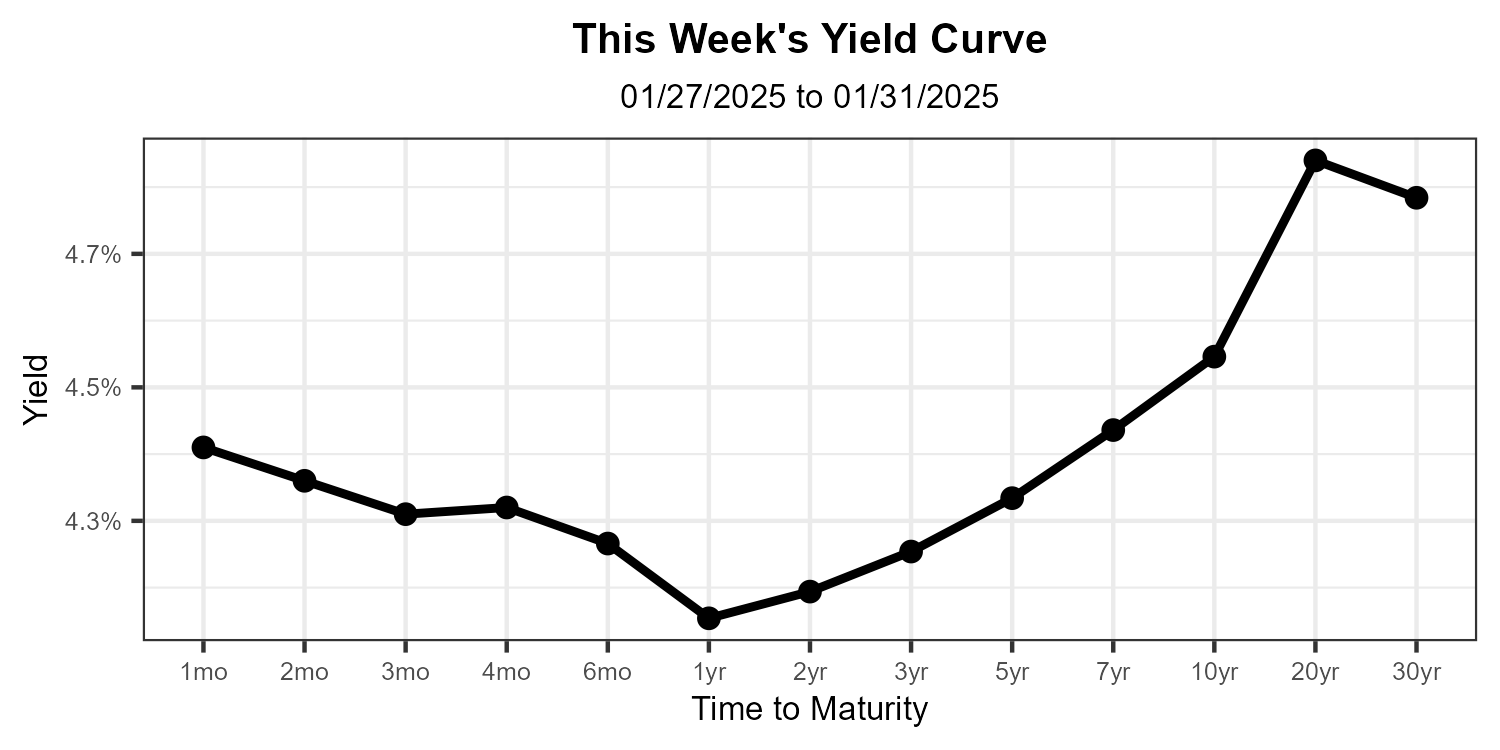 This Week's Yield Curve
01/27/2025 to 01/31/2025
Yield
4.7%
4.5%
4.3%
1mo 2mo 3mo 4mo 6mo 1yr 2yr 3yr 5yr 7yr 10yr 20yr 30yr
Time to Maturity